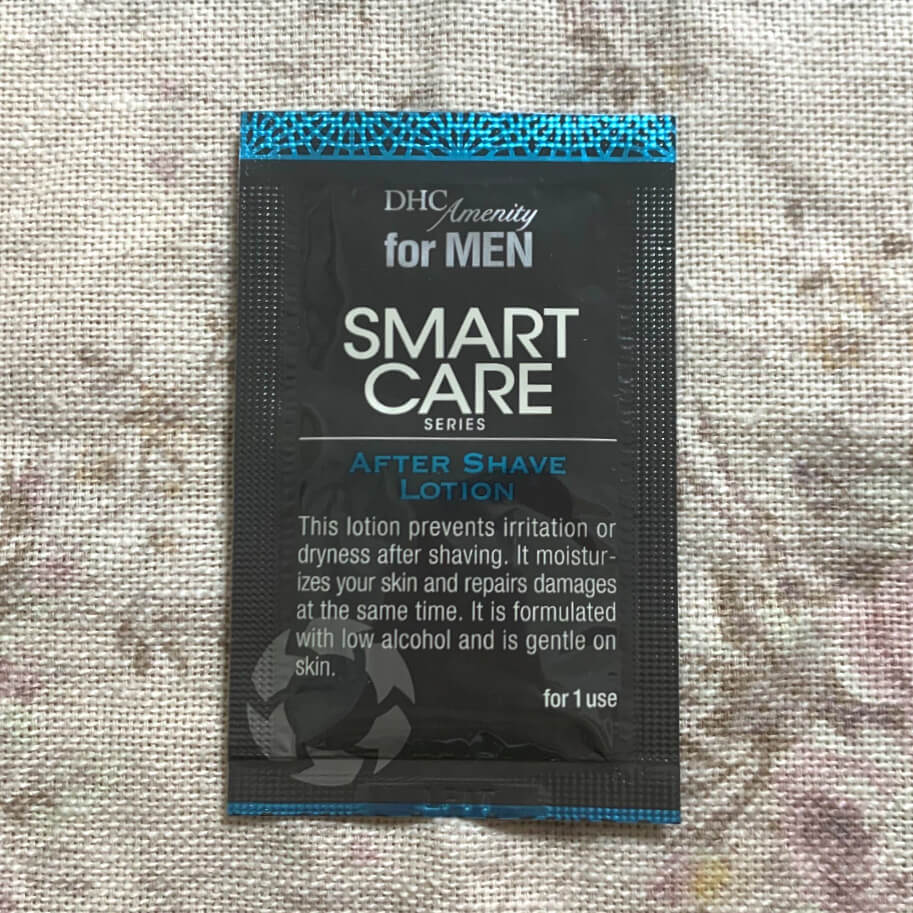 DHC Amenity
for MEN
SMART
CARE
SERIES
AFTER SHAVE
LOTION
This lotion prevents irritation or
dryness after shaving. It moistur-
izes your skin and repairs damages
at the same time. It is formulated
with low alcohol and is gentle on
skin.
for 1 use